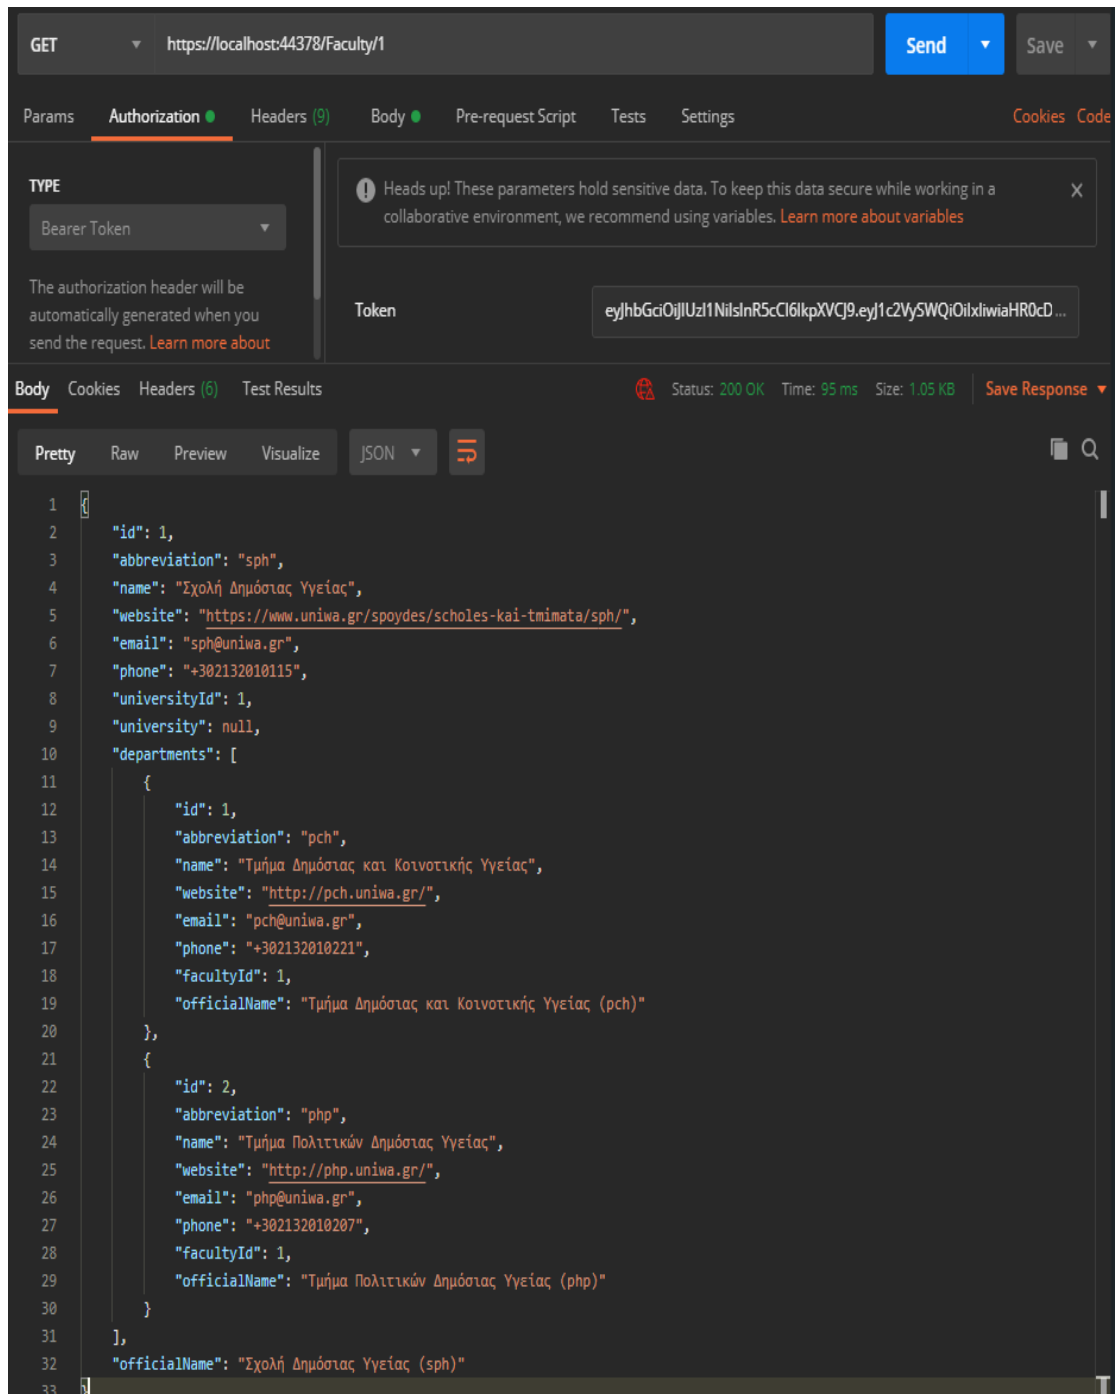 GET https://localhost:44378/Faculty/1 Send Save
Params Authorization Headers (9) Body Pre-request Script Tests Settings Cookies Code
TYPE
Bearer Token
The authorization header will be
automatically generated when you
send the request. Learn more about
Heads up! These parameters hold sensitive data. To keep this data secure while working in a
collaborative environment, we recommend using variables. Learn more about variables
Token eyJhbGciOiJIUzI1NiIsInR5cCI6IkpXVCJ9.eyJ1c2VySWQiOiIxIiwiaHR0cD...
Body Cookies Headers (6) Test Results Status: 200 OK Time: 95 ms Size: 1.05 KB Save Response
Pretty Raw Preview Visualize JSON
1 {
2 "id": 1,
3 "abbreviation": "sph",
4 "name": "Σχολή Δημόσιας Υγείας",
5 "website": "https://www.uniwa.gr/spoydes/scholes-kai-tmimata/sph/",
6 "email": "sph@uniwa.gr",
7 "phone": "+302132010115",
8 "universityId": 1,
9 "university": null,
10 "departments": [
11 {
12 "id": 1,
13 "abbreviation": "pch",
14 "name": "Τμήμα Δημόσιας και Κοινοτικής Υγείας",
15 "website": "http://pch.uniwa.gr/",
16 "email": "pch@uniwa.gr",
17 "phone": "+302132010221",
18 "facultyId": 1,
19 "officialName": "Τμήμα Δημόσιας και Κοινοτικής Υγείας (pch)"
20 },
21 {
22 "id": 2,
23 "abbreviation": "php",
24 "name": "Τμήμα Πολιτικών Δημόσιας Υγείας",
25 "website": "http://php.uniwa.gr/",
26 "email": "php@uniwa.gr",
27 "phone": "+302132010207",
28 "facultyId": 1,
29 "officialName": "Τμήμα Πολιτικών Δημόσιας Υγείας (php)"
30 }
31 ],
32 "officialName": "Σχολή Δημόσιας Υγείας (sph)"
33 }